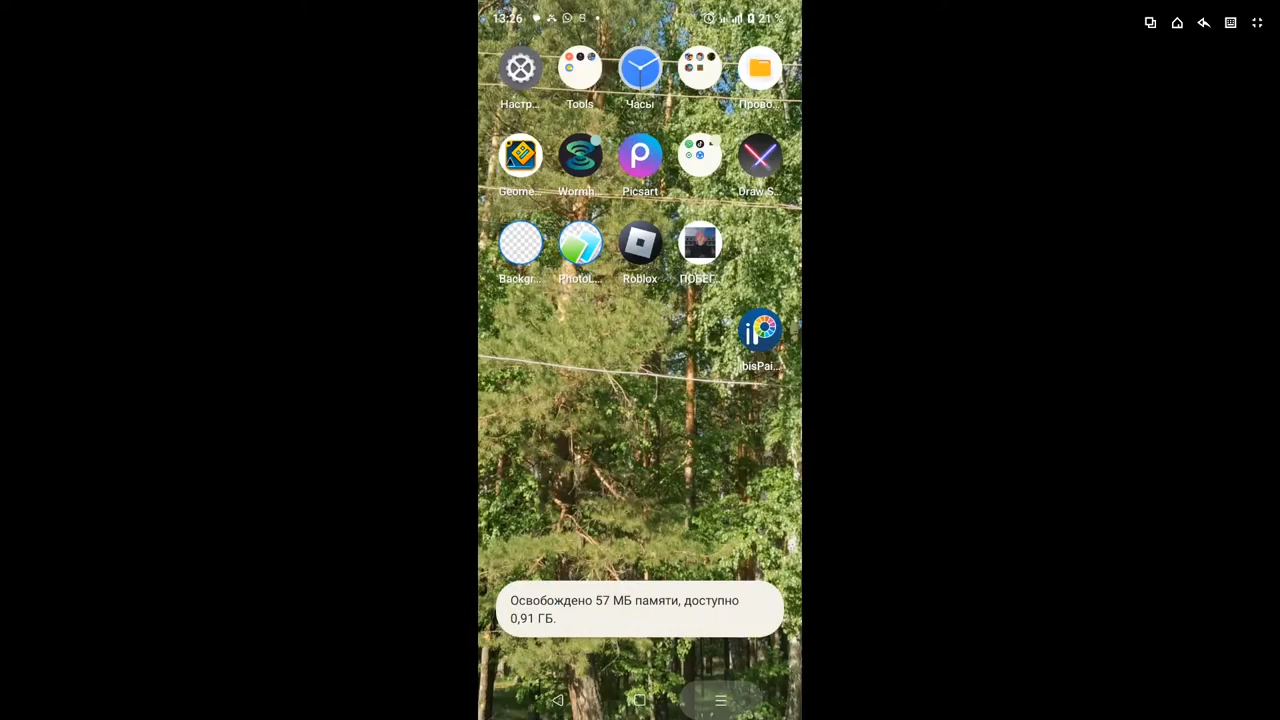 13:26
21 %
Настр...
Tools
Часы
Прово...
Geome...
Wormh...
Picsart
Draw S...
Backgr...
PhotoL...
Roblox
ПОБЕГ...
ibisPai...
Освобождено 57 МБ памяти, доступно
0,91 ГБ.